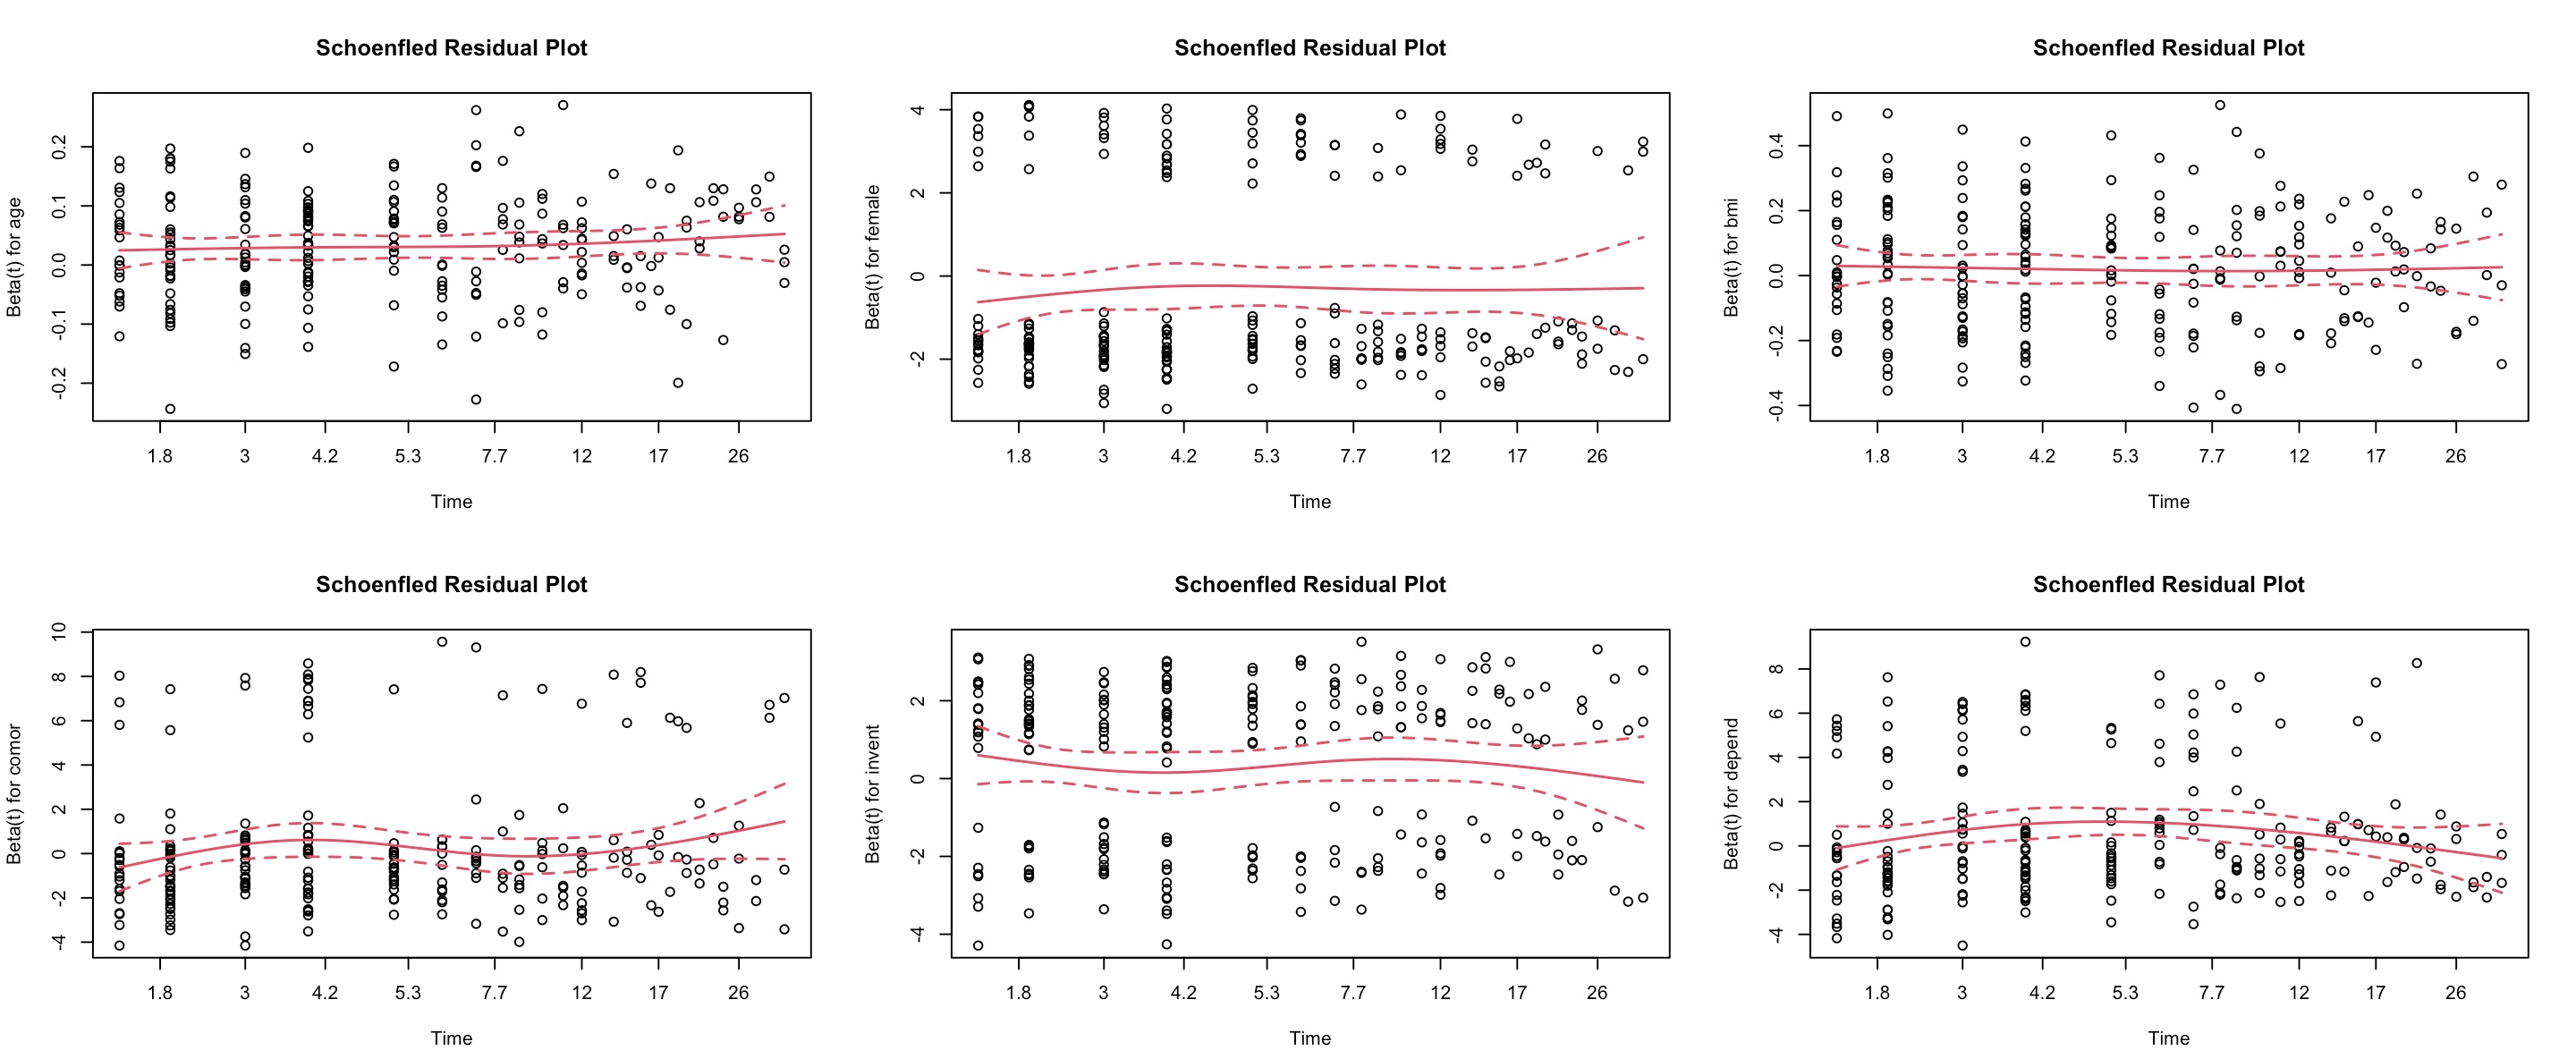 Schoenfled Residual Plot
Beta(t) for age
0.2
0.1
0.0
-0.1
-0.2
1.8 3 4.2 5.3 7.7 12 17 26
Time
Schoenfled Residual Plot
Beta(t) for female
4
2
0
-2
1.8 3 4.2 5.3 7.7 12 17 26
Time
Schoenfled Residual Plot
Beta(t) for bmi
0.4
0.2
0.0
-0.2
-0.4
1.8 3 4.2 5.3 7.7 12 17 26
Time
Schoenfled Residual Plot
Beta(t) for comor
10
8
6
4
2
0
-2
-4
1.8 3 4.2 5.3 7.7 12 17 26
Time
Schoenfled Residual Plot
Beta(t) for invent
2
0
-2
-4
1.8 3 4.2 5.3 7.7 12 17 26
Time
Schoenfled Residual Plot
Beta(t) for depend
8
6
4
2
0
-2
-4
1.8 3 4.2 5.3 7.7 12 17 26
Time